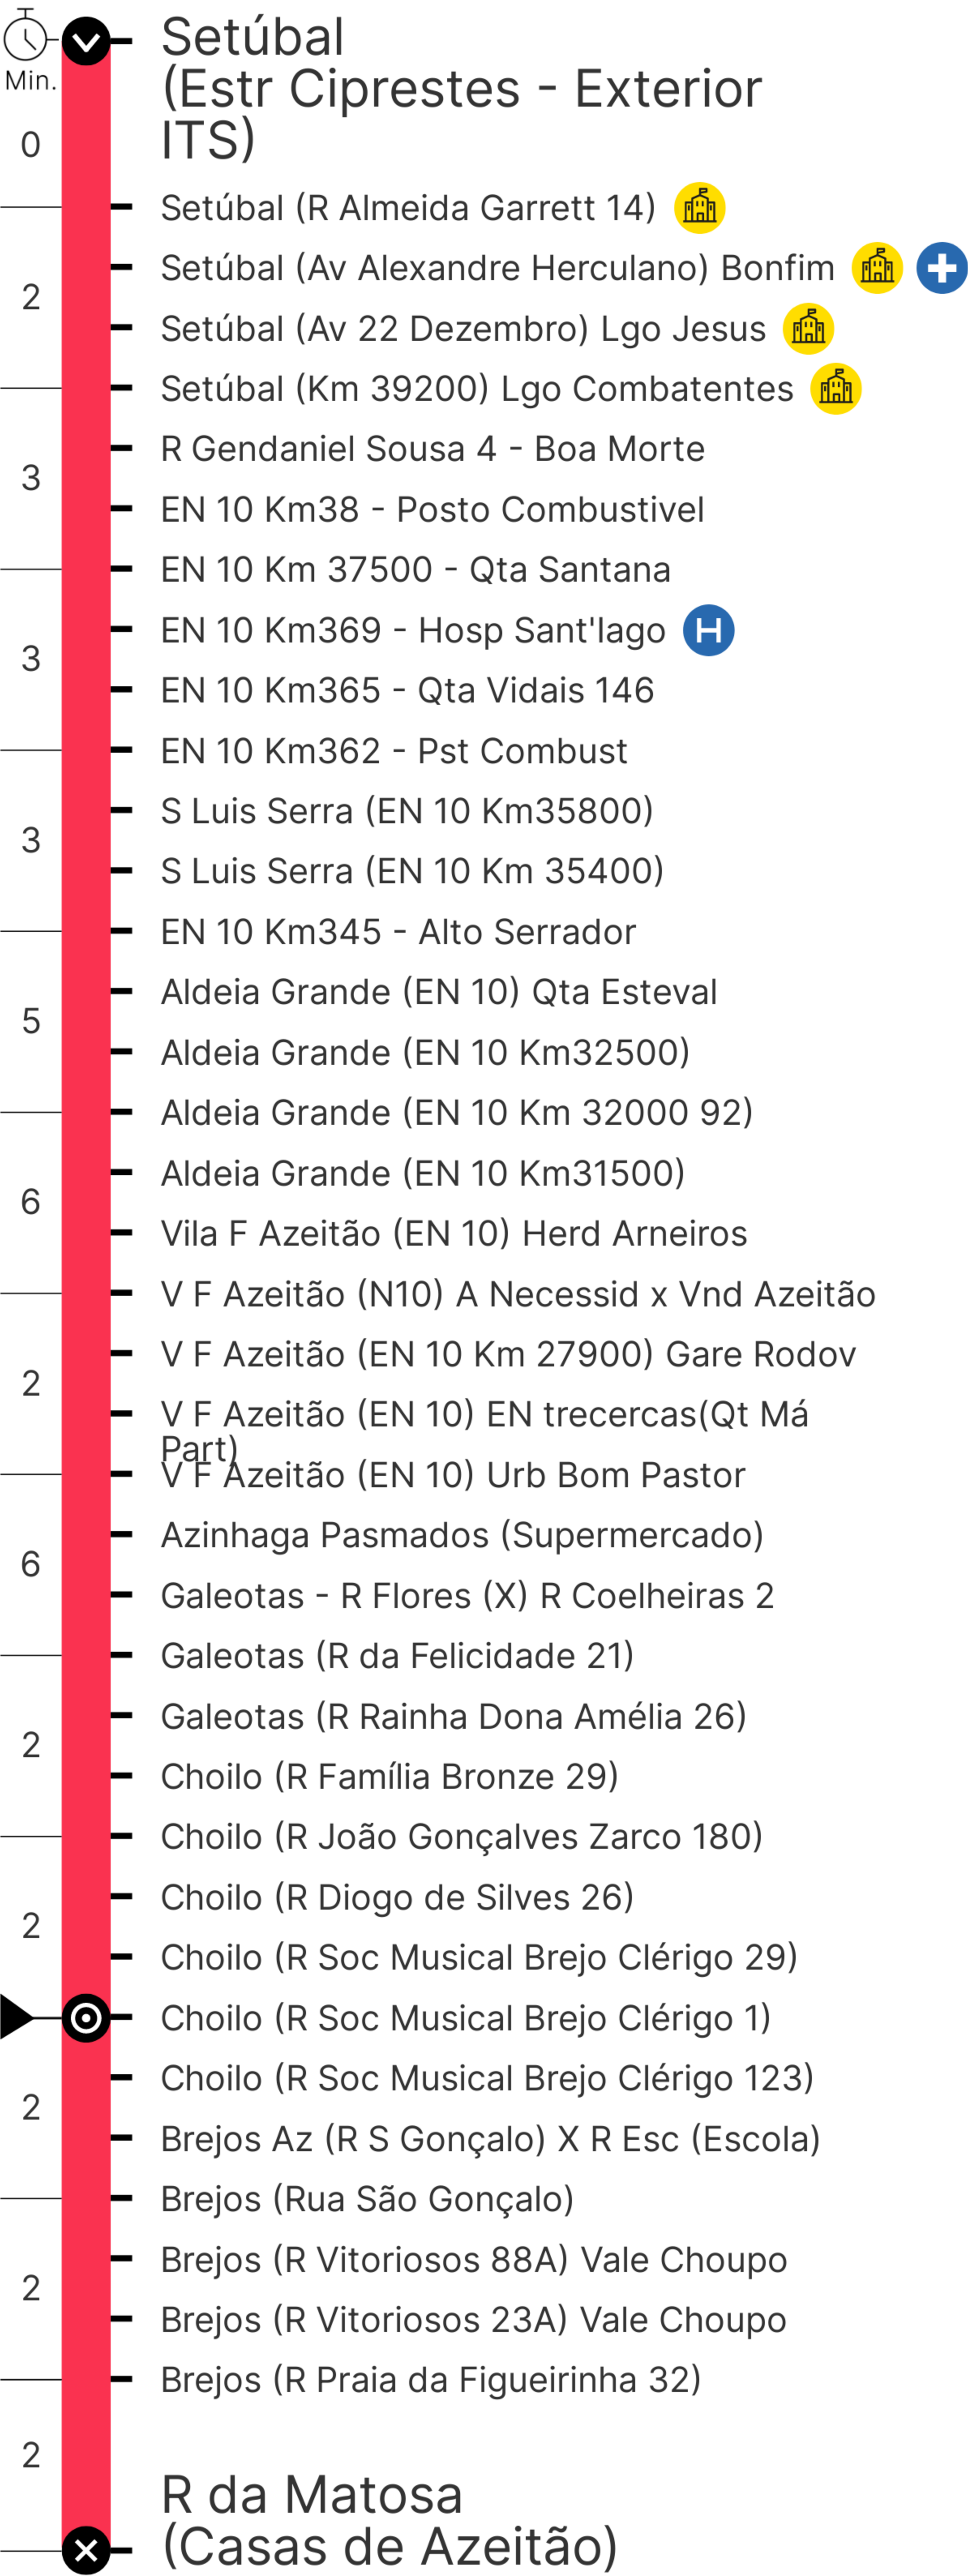 Min.
Setúbal
(Estr Ciprestes - Exterior
ITS)
0
Setúbal (R Almeida Garrett 14)
Setúbal (Av Alexandre Herculano) Bonfim
2
Setúbal (Av 22 Dezembro) Lgo Jesus
Setúbal (Km 39200) Lgo Combatentes
R Gendaniel Sousa 4 - Boa Morte
3
EN 10 Km38 - Posto Combustivel
EN 10 Km 37500 - Qta Santana
EN 10 Km369 - Hosp Sant'Iago H
3
EN 10 Km365 - Qta Vidais 146
EN 10 Km362 - Pst Combust
S Luis Serra (EN 10 Km35800)
3
S Luis Serra (EN 10 Km 35400)
EN 10 Km345 - Alto Serrador
Aldeia Grande (EN 10) Qta Esteval
5
Aldeia Grande (EN 10 Km32500)
Aldeia Grande (EN 10 Km 32000 92)
Aldeia Grande (EN 10 Km31500)
6
Vila F Azeitão (EN 10) Herd Arneiros
V F Azeitão (N10) A Necessid x Vnd Azeitão
V F Azeitão (EN 10 Km 27900) Gare Rodov
2
V F Azeitão (EN 10) EN trecercas(Qt Má
Part)
V F Azeitão (EN 10) Urb Bom Pastor
Azinhaga Pasmados (Supermercado)
6
Galeotas - R Flores (X) R Coelheiras 2
Galeotas (R da Felicidade 21)
Galeotas (R Rainha Dona Amélia 26)
2
Choilo (R Família Bronze 29)
Choilo (R João Gonçalves Zarco 180)
Choilo (R Diogo de Silves 26)
2
Choilo (R Soc Musical Brejo Clérigo 29)
Choilo (R Soc Musical Brejo Clérigo 1)
Choilo (R Soc Musical Brejo Clérigo 123)
2
Brejos Az (R S Gonçalo) X R Esc (Escola)
Brejos (Rua São Gonçalo)
Brejos (R Vitoriosos 88A) Vale Choupo
2
Brejos (R Vitoriosos 23A) Vale Choupo
Brejos (R Praia da Figueirinha 32)
2
R da Matosa
(Casas de Azeitão)